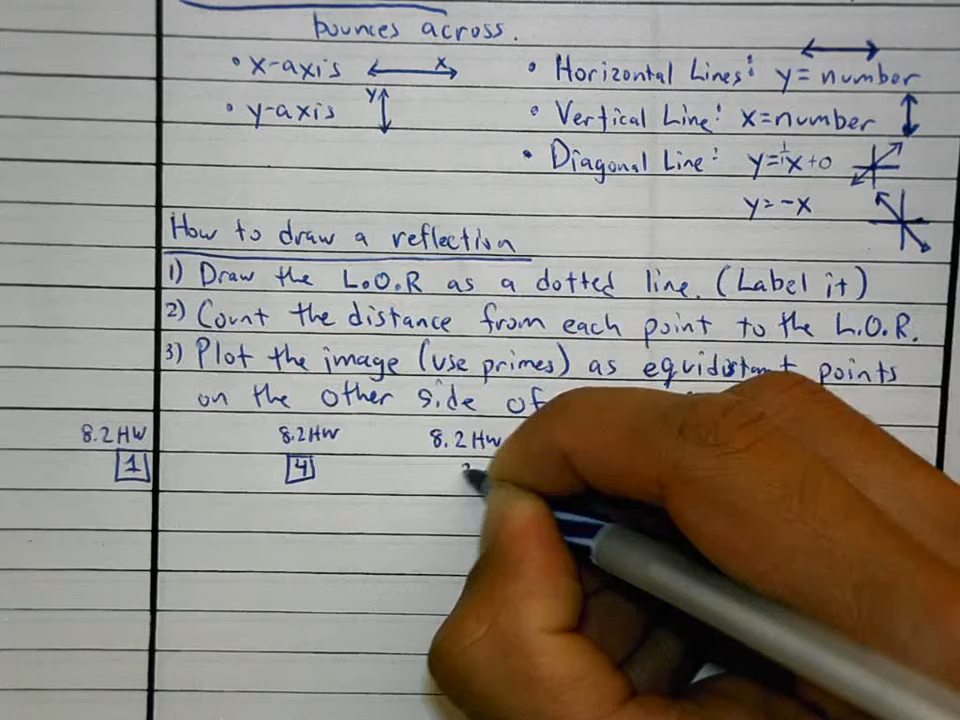 bounces across.
• x-axis x
• y-axis y
• Horizontal Lines: y = number
• Vertical Line: x = number
• Diagonal Line: y = 1/1x + 0
y = -x
How to draw a reflection
1) Draw the L.O.R as a dotted line. (Label it)
2) Count the distance from each point to the L.O.R.
3) Plot the image (use primes) as equidistant points
on the other side of
8.2 HW 8.2 HW 8.2 HW
1 4